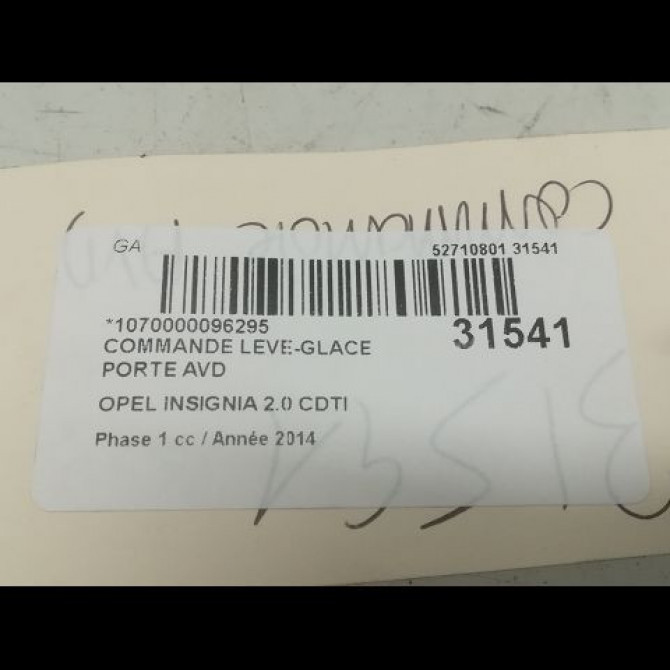 GA
52710801 31541
*1070000096295
31541
COMMANDE LEVE-GLACE
PORTE AVD
OPEL INSIGNIA 2.0 CDTI
Phase 1 cc / Année 2014